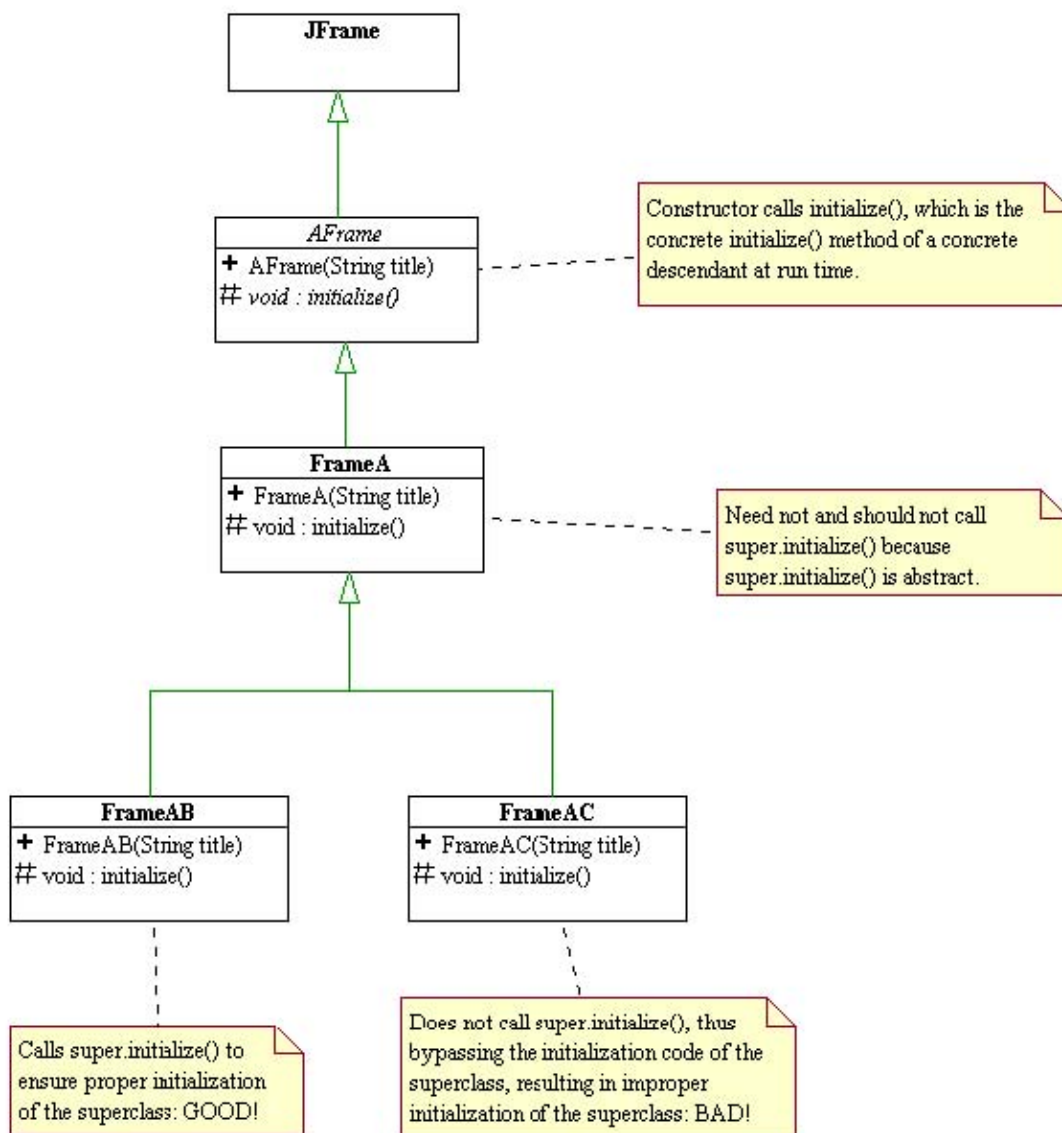 JFrame
AFrame
+ AFrame(String title)
# void : initialize()
Constructor calls initialize(), which is the
concrete initialize() method of a concrete
descendant at run time.
FrameA
+ FrameA(String title)
# void : initialize()
Need not and should not call
super.initialize() because
super.initialize() is abstract.
FrameAB
+ FrameAB(String title)
# void : initialize()
FrameAC
+ FrameAC(String title)
# void : initialize()
Calls super.initialize() to
ensure proper initialization
of the superclass: GOOD!
Does not call super.initialize(), thus
bypassing the initialization code of the
superclass, resulting in improper
initialization of the superclass: BAD!